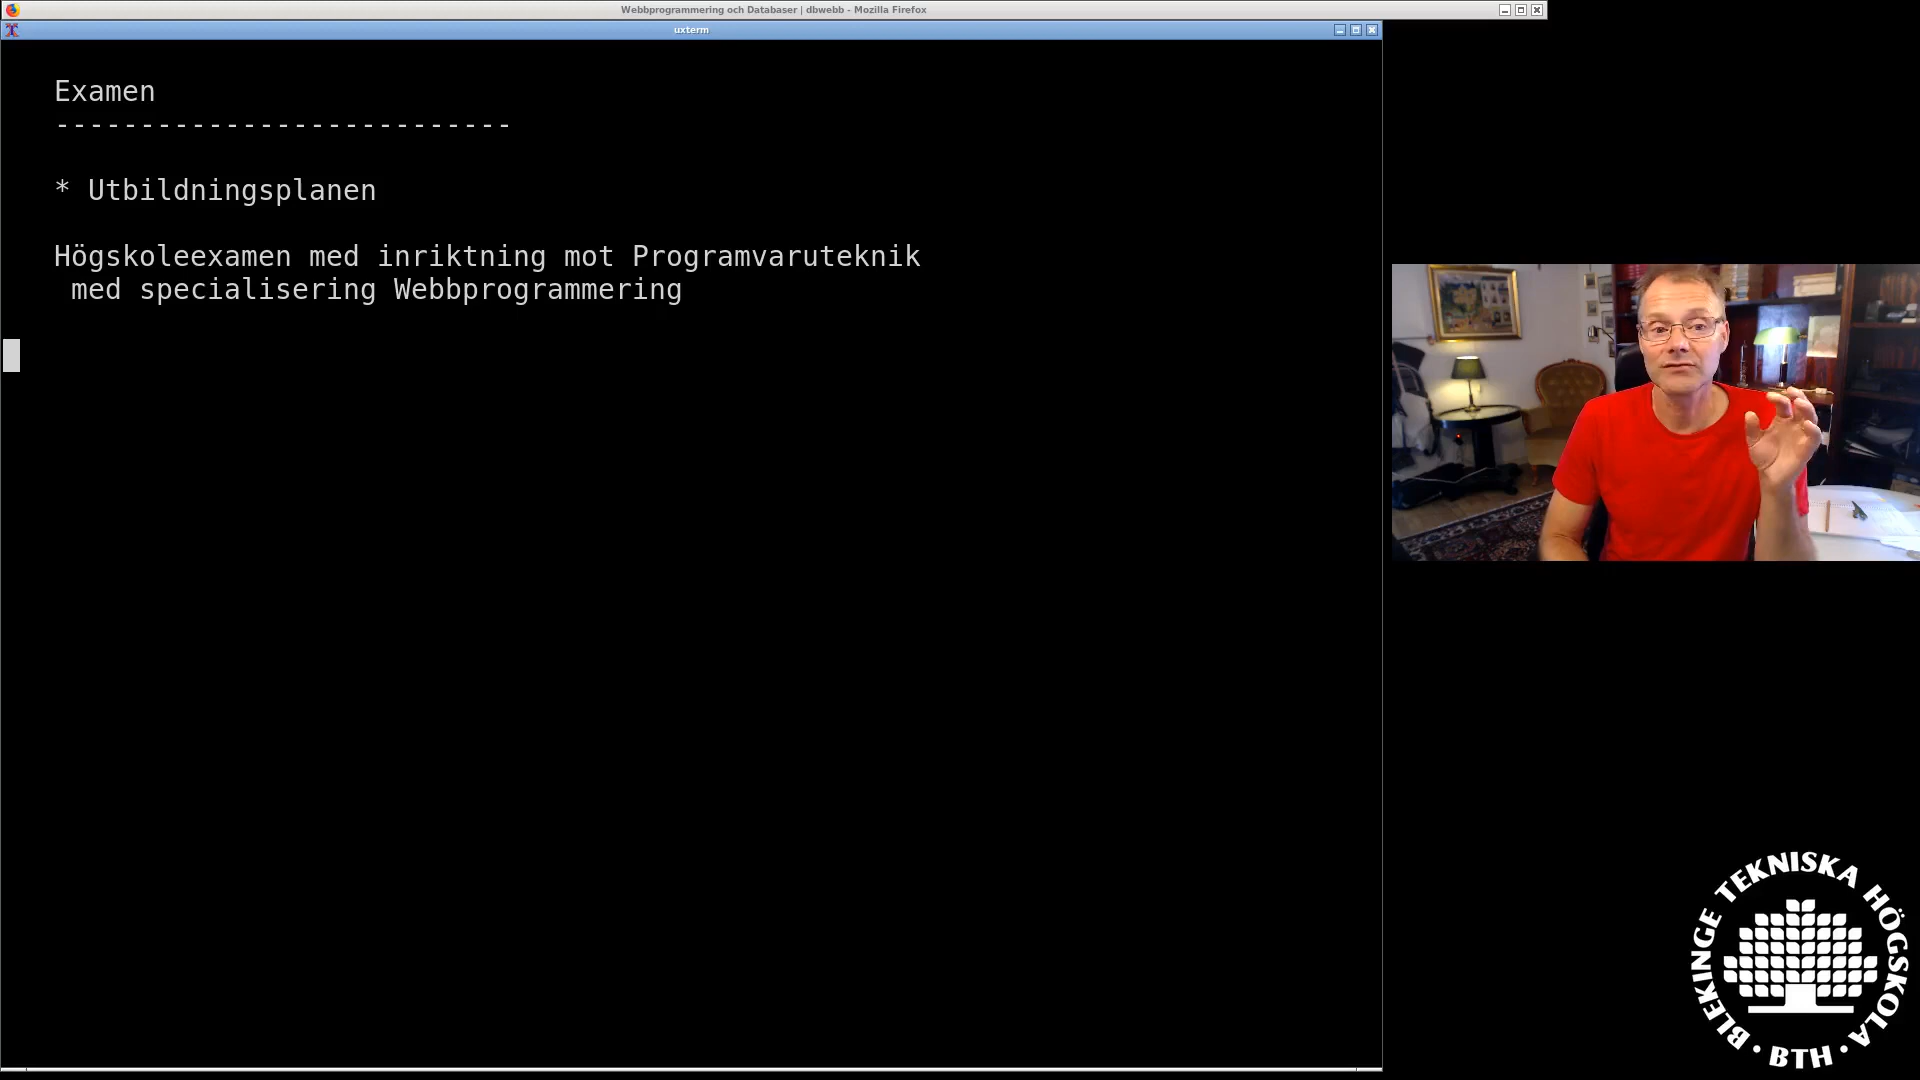 Webbprogrammering och Databaser | dbwebb - Mozilla Firefox
uxterm
Examen
---------------------------
* Utbildningsplanen
Högskoleexamen med inriktning mot Programvaruteknik
med specialisering Webbprogrammering
BLEKINGE TEKNISKA HÖGSKOLA
· BTH ·